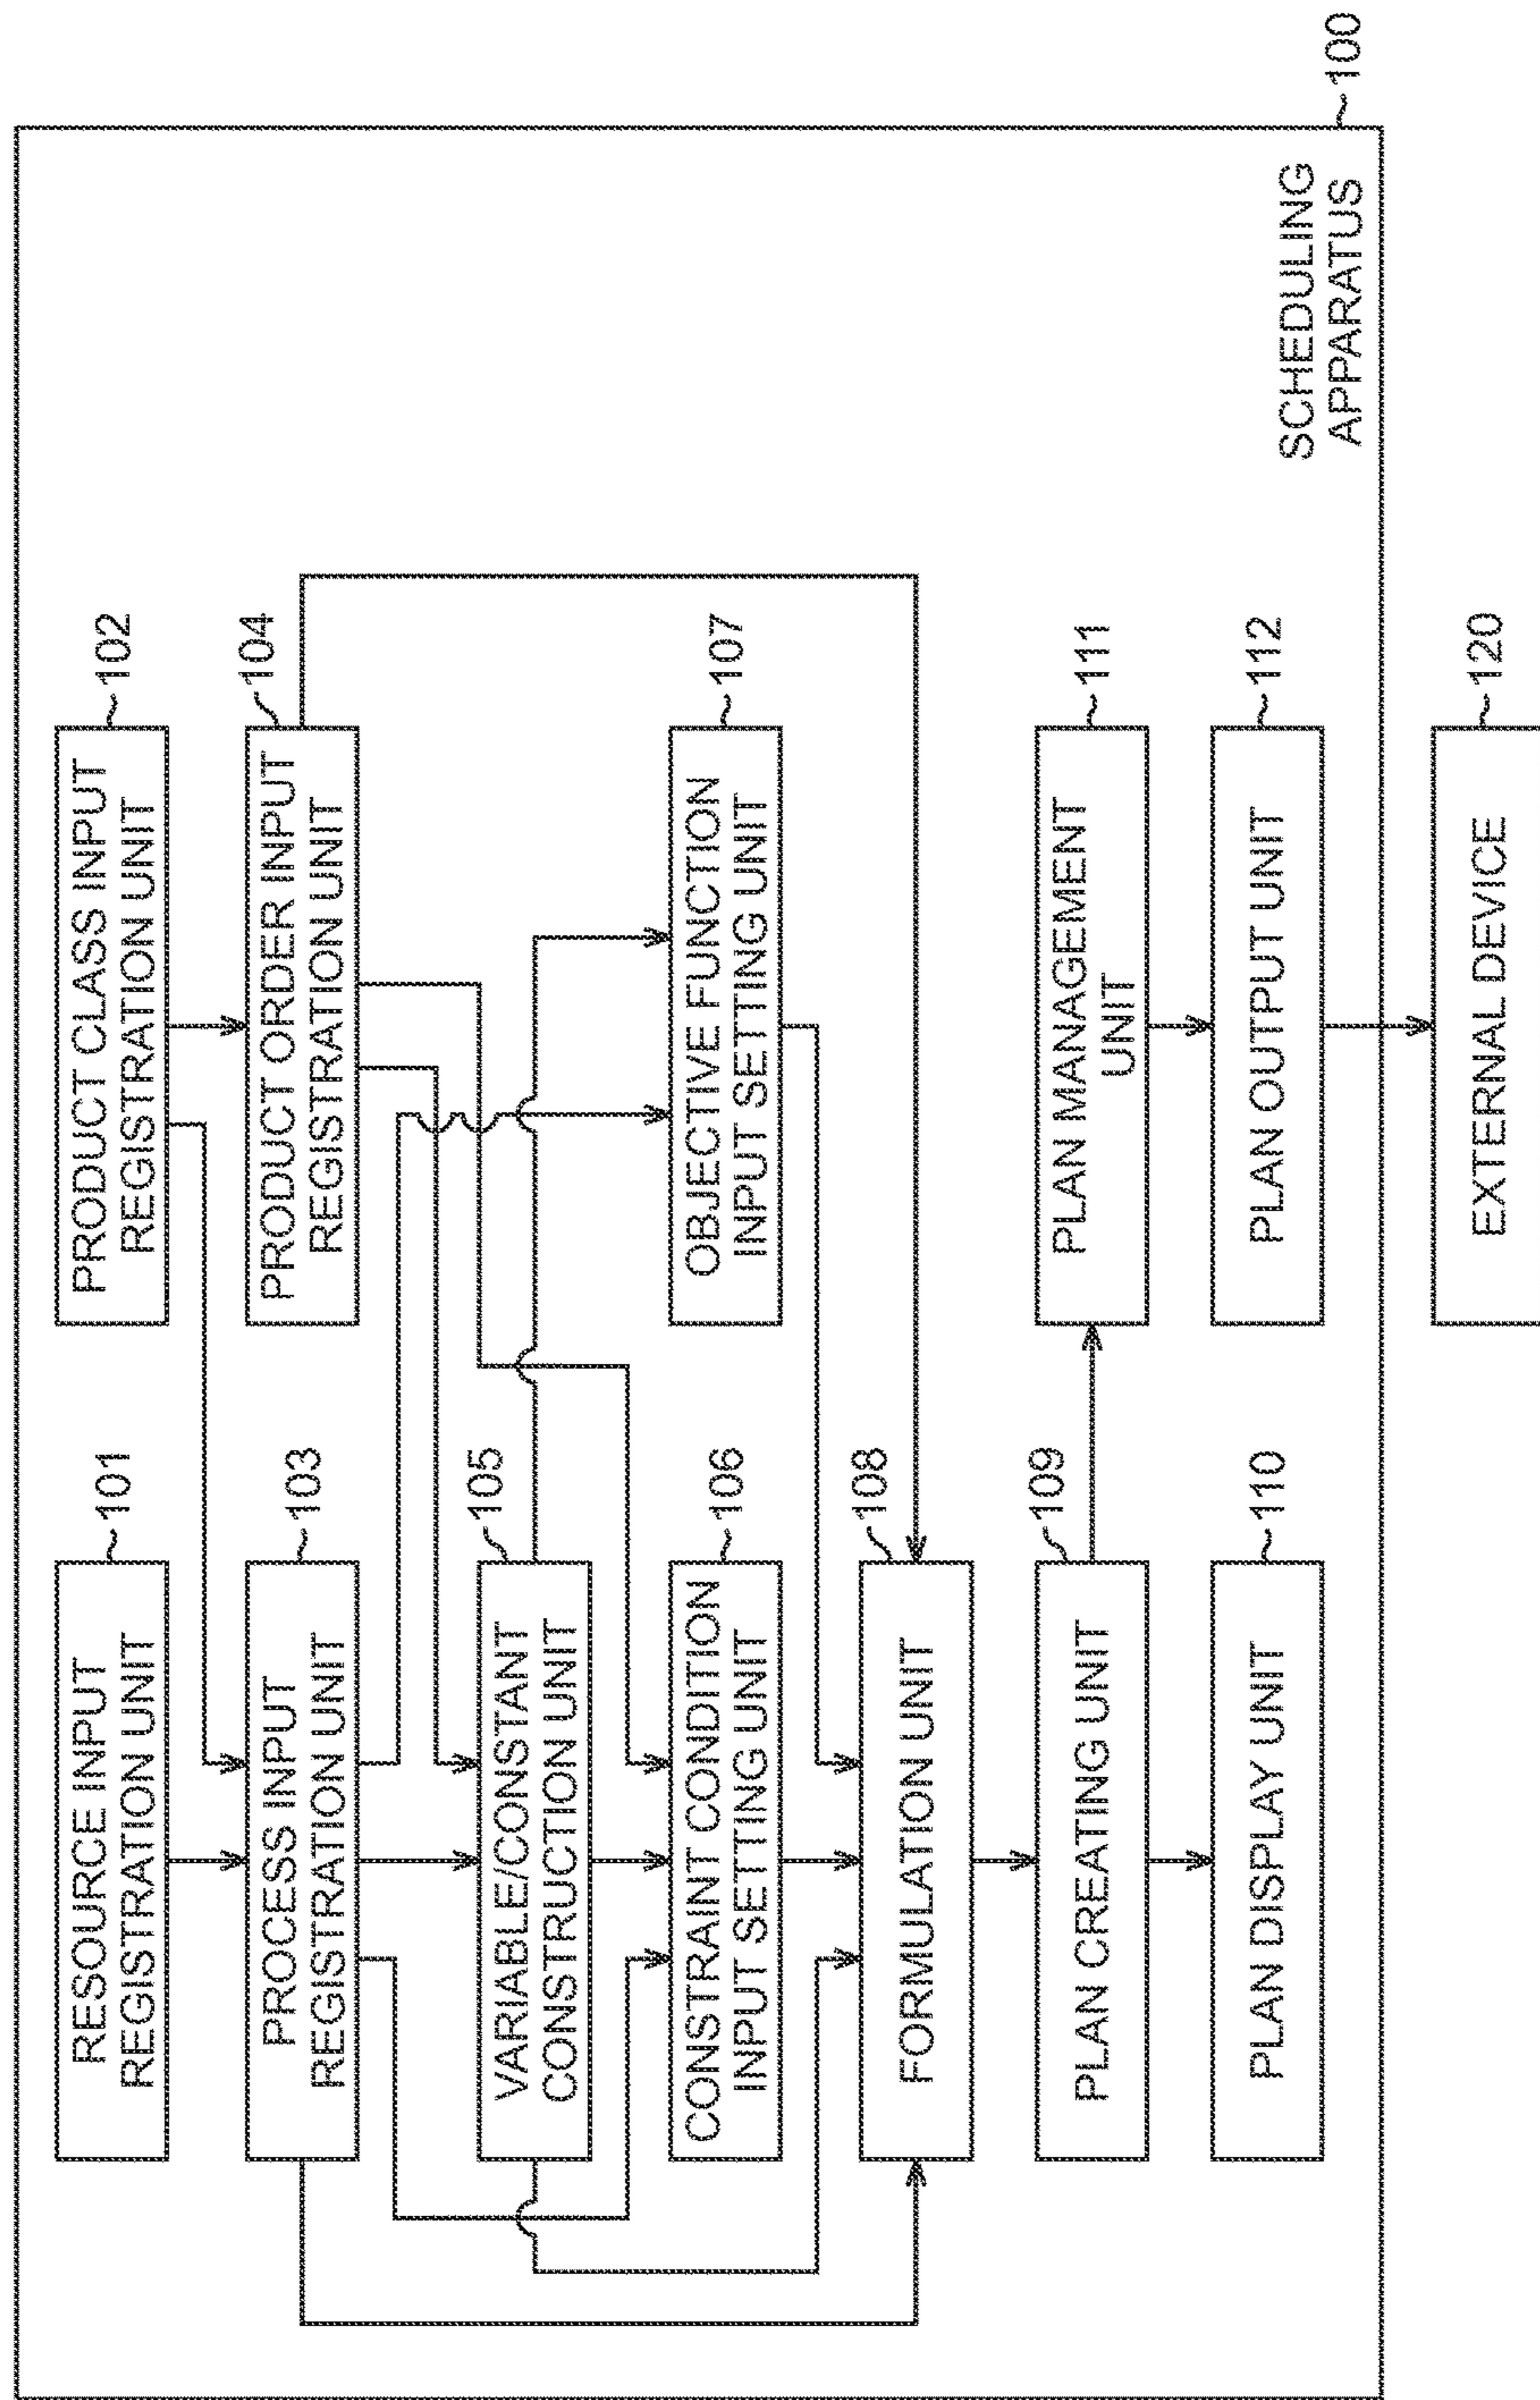 RESOURCE INPUT
REGISTRATION UNIT
101
PRODUCT CLASS INPUT
REGISTRATION UNIT
102
PROCESS INPUT
REGISTRATION UNIT
103
PRODUCT ORDER INPUT
REGISTRATION UNIT
104
VARIABLE/CONSTANT
CONSTRUCTION UNIT
105
CONSTRAINT CONDITION
INPUT SETTING UNIT
106
OBJECTIVE FUNCTION
INPUT SETTING UNIT
107
FORMULATION UNIT
108
PLAN CREATING UNIT
109
PLAN MANAGEMENT
UNIT
111
PLAN DISPLAY UNIT
110
PLAN OUTPUT UNIT
112
SCHEDULING
APPARATUS
100
EXTERNAL DEVICE
120